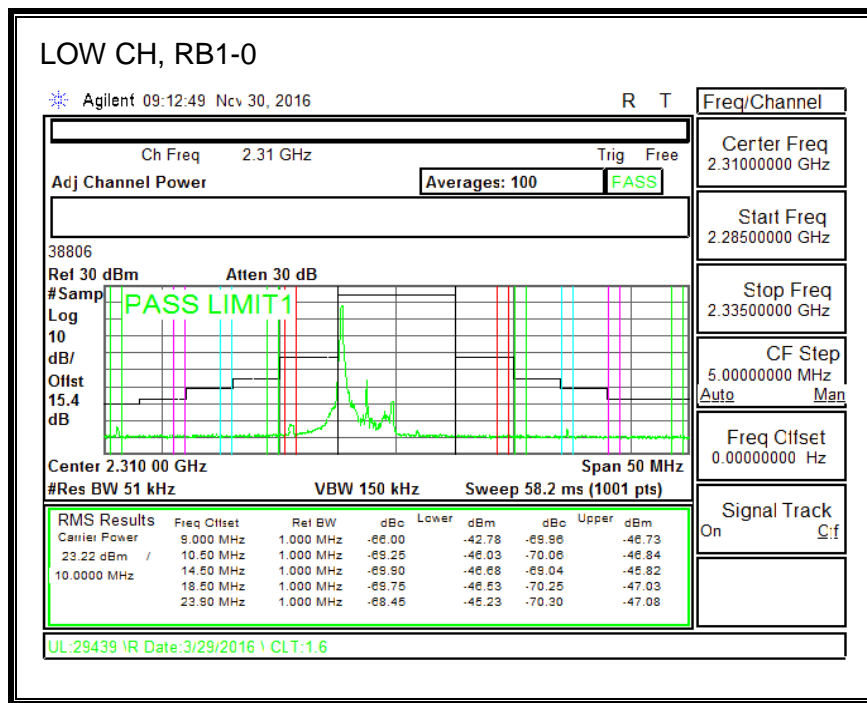 LOW CH, RB1-0
Agilent 09:12:49 Nov 30, 2016 R T
Freq/Channel
Ch Freq 2.31 GHz Trig Free
Adj Channel Power Averages: 100 PASS
Center Freq
2.31000000 GHz
Start Freq
2.28500000 GHz
Stop Freq
2.33500000 GHz
CF Step
5.00000000 MHz
Auto Man
Freq Offset
0.00000000 Hz
Signal Track
On Off
38806
Ref 30 dBm Atten 30 dB
#Samp
Log
10
dB/
Offst
15.4
dB
PASS LIMIT1
Center 2.310 00 GHz Span 50 MHz
#Res BW 51 kHz VBW 150 kHz Sweep 58.2 ms (1001 pts)
RMS Results Freq Offset Ref BW dBc Lower dBm dBc Upper dBm
Carrier Power 9.000 MHz 1.000 MHz -66.00 -42.78 -69.96 -46.73
23.22 dBm / 10.50 MHz 1.000 MHz -69.25 -46.03 -70.06 -46.84
10.0000 MHz 14.50 MHz 1.000 MHz -69.90 -46.68 -69.04 -45.82
18.50 MHz 1.000 MHz -69.75 -46.53 -70.25 -47.03
23.90 MHz 1.000 MHz -68.45 -45.23 -70.30 -47.08
UL:29439 \R Date:3/29/2016 \ CLT:1.6